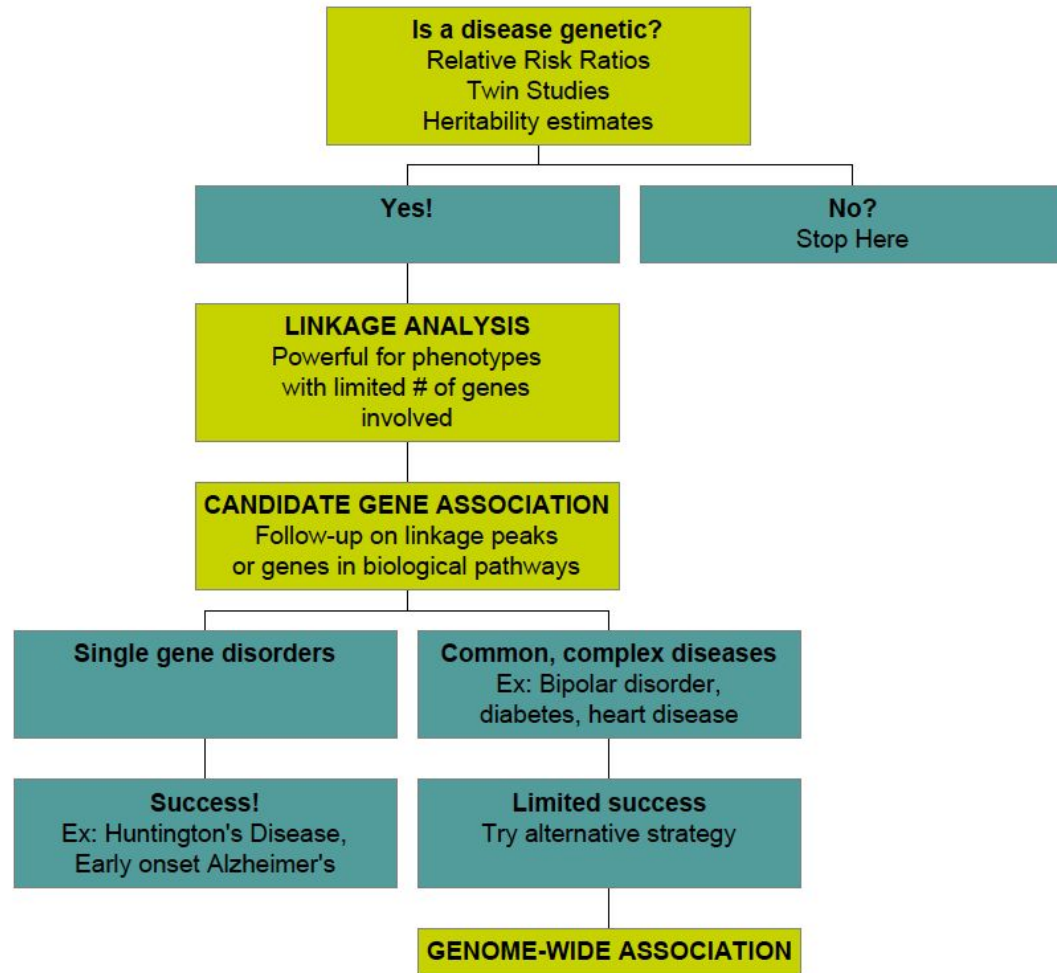 Is a disease genetic?
Relative Risk Ratios
Twin Studies
Heritability estimates
Yes!
No?
Stop Here
LINKAGE ANALYSIS
Powerful for phenotypes
with limited # of genes
involved
CANDIDATE GENE ASSOCIATION
Follow-up on linkage peaks
or genes in biological pathways
Single gene disorders
Common, complex diseases
Ex: Bipolar disorder,
diabetes, heart disease
Success!
Ex: Huntington's Disease,
Early onset Alzheimer's
Limited success
Try alternative strategy
GENOME-WIDE ASSOCIATION